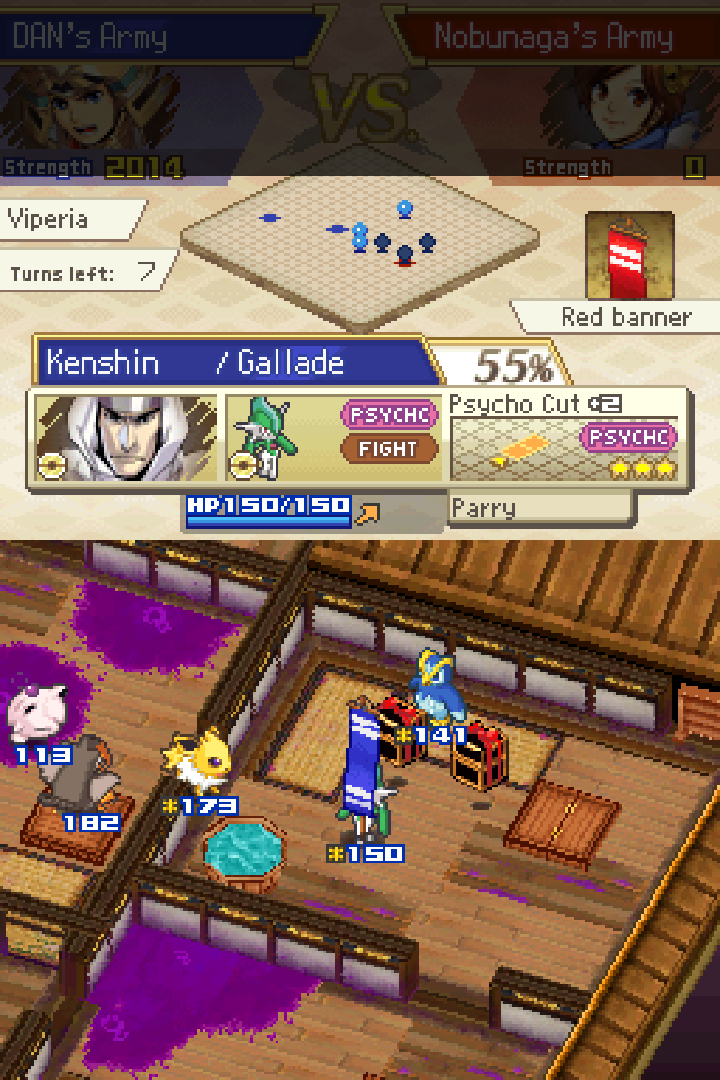 DAN's Army
Nobunaga's Army
VS.
Strength 2014
Strength 0
Viperia
Turns left: 7
Red banner
Kenshin / Gallade
55%
PSYCHC
FIGHT
Psycho Cut
2
PSYCHC
HP150/150
Parry
*141
113
*173
182
*150